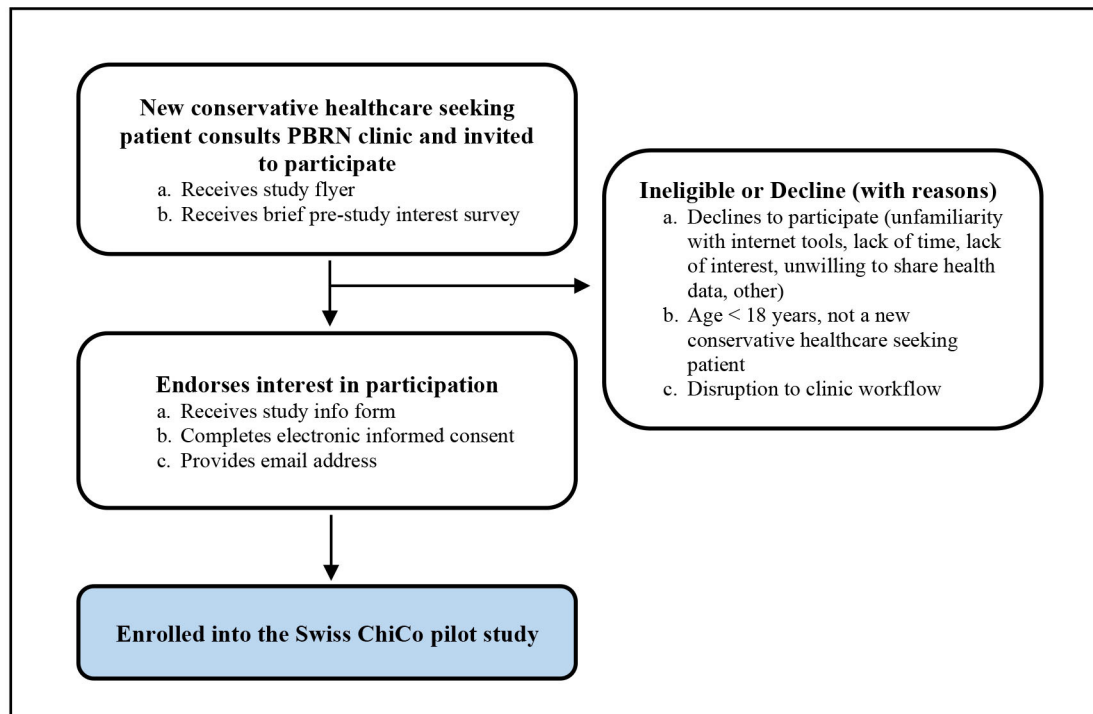 New conservative healthcare seeking
patient consults PBRN clinic and invited
to participate
a. Receives study flyer
b. Receives brief pre-study interest survey
Ineligible or Decline (with reasons)
a. Declines to participate (unfamiliarity
with internet tools, lack of time, lack
of interest, unwilling to share health
data, other)
b. Age < 18 years, not a new
conservative healthcare seeking
patient
c. Disruption to clinic workflow
Endorses interest in participation
a. Receives study info form
b. Completes electronic informed consent
c. Provides email address
Enrolled into the Swiss ChiCo pilot study